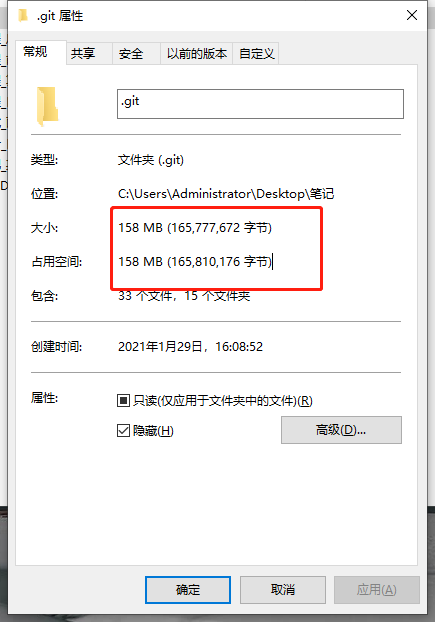 .git 属性
常规 共享 安全 以前的版本 自定义
.git
类型: 文件夹 (.git)
位置: C:\Users\Administrator\Desktop\笔记
大小: 158 MB (165,777,672 字节)
占用空间: 158 MB (165,810,176 字节)
包含: 33 个文件，15 个文件夹
创建时间: 2021年1月29日，16:08:52
属性: 只读(仅应用于文件夹中的文件)(R)
隐藏(H)
高级(D)...
确定 取消 应用(A)